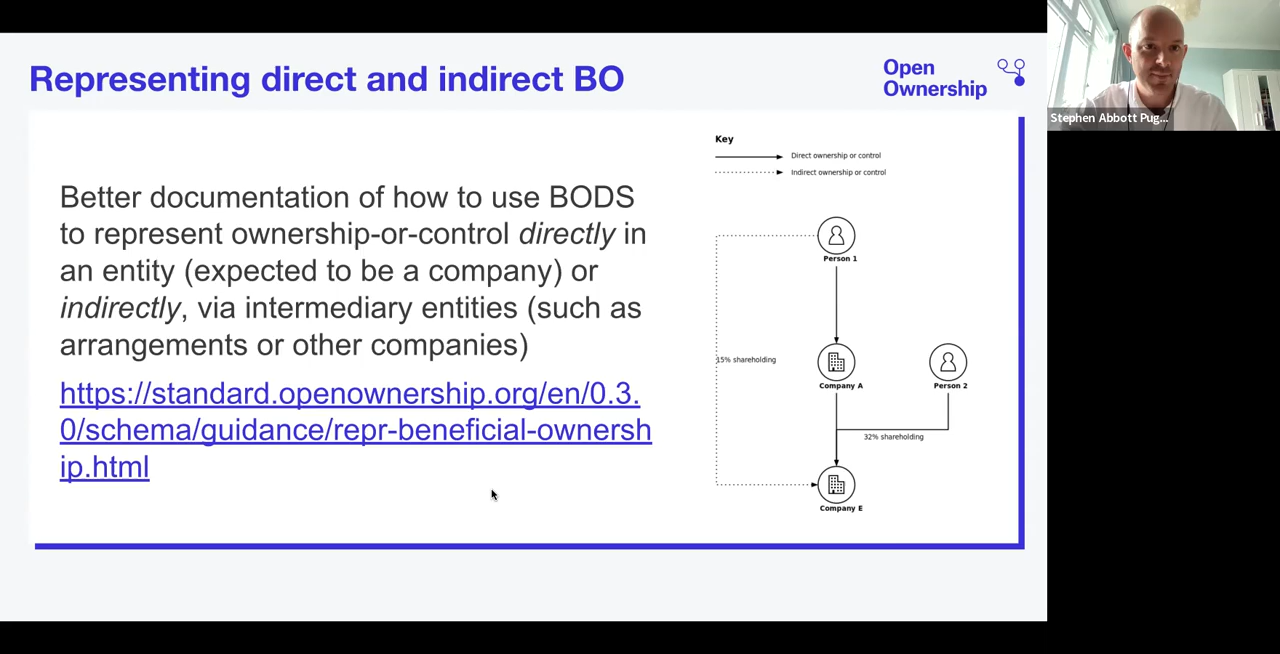 Representing direct and indirect BO
Open
Ownership
Stephen Abbott Pug...
Better documentation of how to use BODS
to represent ownership-or-control directly in
an entity (expected to be a company) or
indirectly, via intermediary entities (such as
arrangements or other companies)
https://standard.openownership.org/en/0.3.
0/schema/guidance/repr-beneficial-ownersh
ip.html
Key
Direct ownership or control
Indirect ownership or control
Person 1
15% shareholding
Company A
Person 2
32% shareholding
Company E